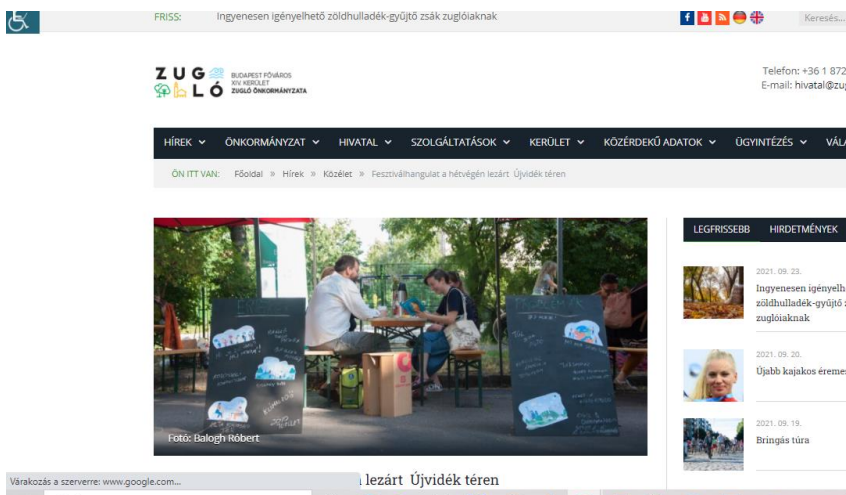 FRISS: Ingyenesen igényelhető zöldhulladék-gyűjtő zsák zuglóiaknak
Keresés...
ZUGLÓ
BUDAPEST FŐVÁROS
XIV. KERÜLET
ZUGLÓ ÖNKORMÁNYZATA
Telefon: +36 1 872
E-mail: hivatal@zug
HÍREK ÖNKORMÁNYZAT HIVATAL SZOLGÁLTATÁSOK KERÜLET KÖZÉRDEKŰ ADATOK ÜGYINTÉZÉS VÁLA
ÖN ITT VAN: Főoldal » Hírek » Közélet » Fesztiválhangulat a hétvégén lezárt Újvidék téren
Fotó: Balogh Róbert
lezárt Újvidék téren
LEGFRISSEBB HIRDETMÉNYEK
2021. 09. 23.
Ingyenesen igényelh
zöldhulladék-gyűjtő z
zuglóiaknak
2021. 09. 20.
Újabb kajakos érmes
2021. 09. 19.
Bringás túra
Várakozás a szerverre: www.google.com...